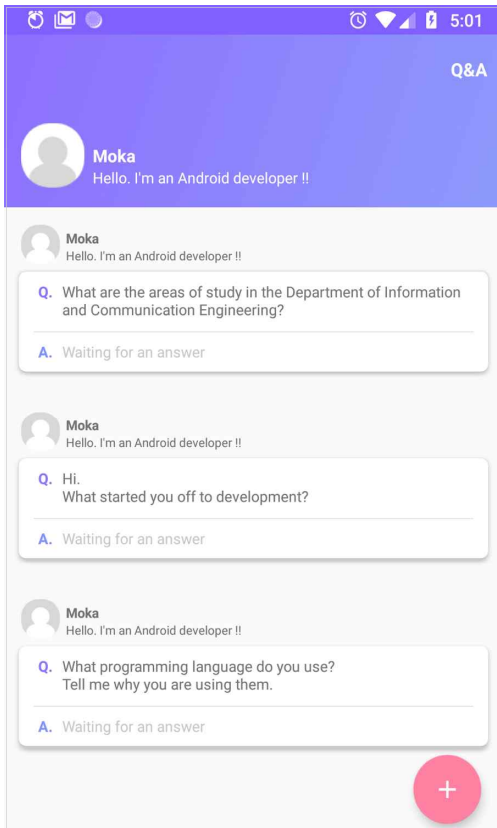 5:01
Q&A
Moka
Hello. I'm an Android developer !!
Moka
Hello. I'm an Android developer !!
Q. What are the areas of study in the Department of Information
and Communication Engineering?
A. Waiting for an answer
Moka
Hello. I'm an Android developer !!
Q. Hi.
What started you off to development?
A. Waiting for an answer
Moka
Hello. I'm an Android developer !!
Q. What programming language do you use?
Tell me why you are using them.
A. Waiting for an answer
+